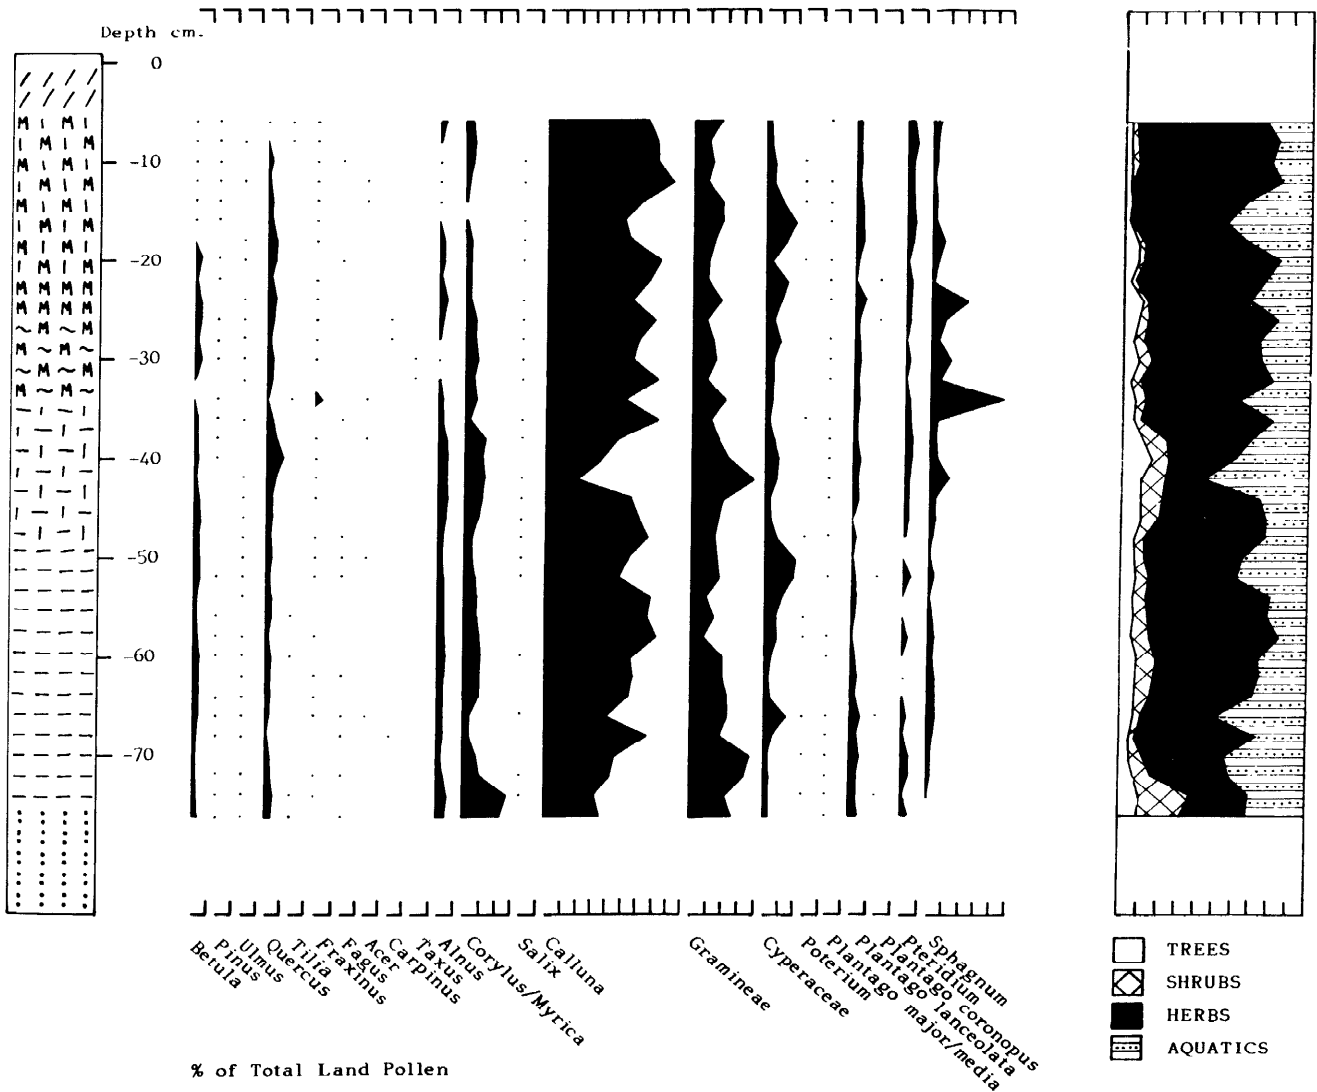 Depth cm.
0
-10
-20
-30
-40
-50
-60
-70
Betula
Pinus
Ulmus
Quercus
Tilia
Fraxinus
Fagus
Acer
Carpinus
Taxus
Alnus
Corylus/Myrica
Salix
Calluna
Gramineae
Cyperaceae
Poterium
Plantago major/media
Plantago lanceolata
Plantago coronopus
Pteridium
Sphagnum
TREES
SHRUBS
HERBS
AQUATICS
% of Total Land Pollen